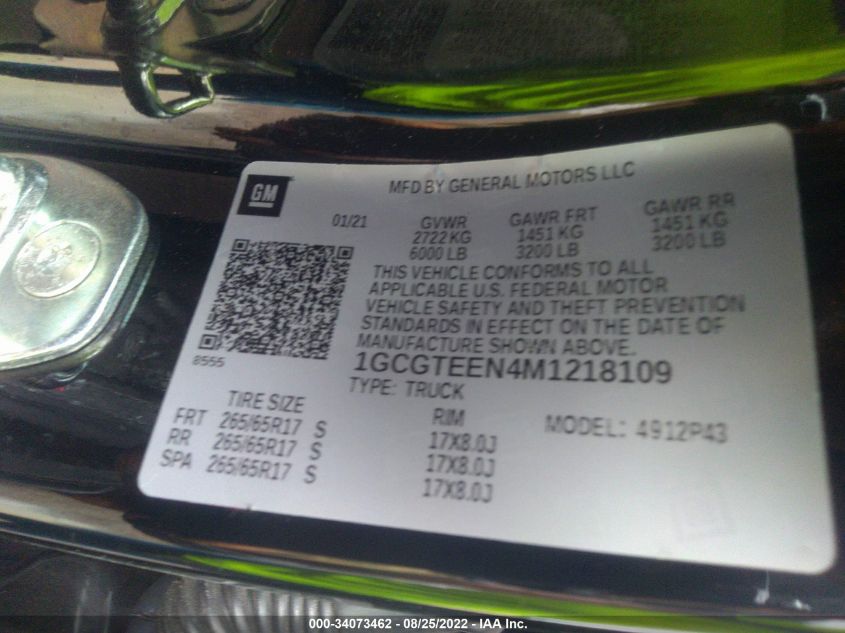 GM
MFD BY GENERAL MOTORS LLC
01/21
GVWR GAWR FRT GAWR RR
2722 KG 1451 KG 1451 KG
6000 LB 3200 LB 3200 LB
THIS VEHICLE CONFORMS TO ALL
APPLICABLE U.S. FEDERAL MOTOR
VEHICLE SAFETY AND THEFT PREVENTION
STANDARDS IN EFFECT ON THE DATE OF
MANUFACTURE SHOWN ABOVE.
8555
1GCGTEEN4M1218109
TYPE: TRUCK
MODEL: 4912P43
TIRE SIZE RIM
FRT 265/65R17 S 17X8.0J
RR 265/65R17 S 17X8.0J
SPA 265/65R17 S 17X8.0J
000-34073462 - 08/25/2022 - IAA Inc.